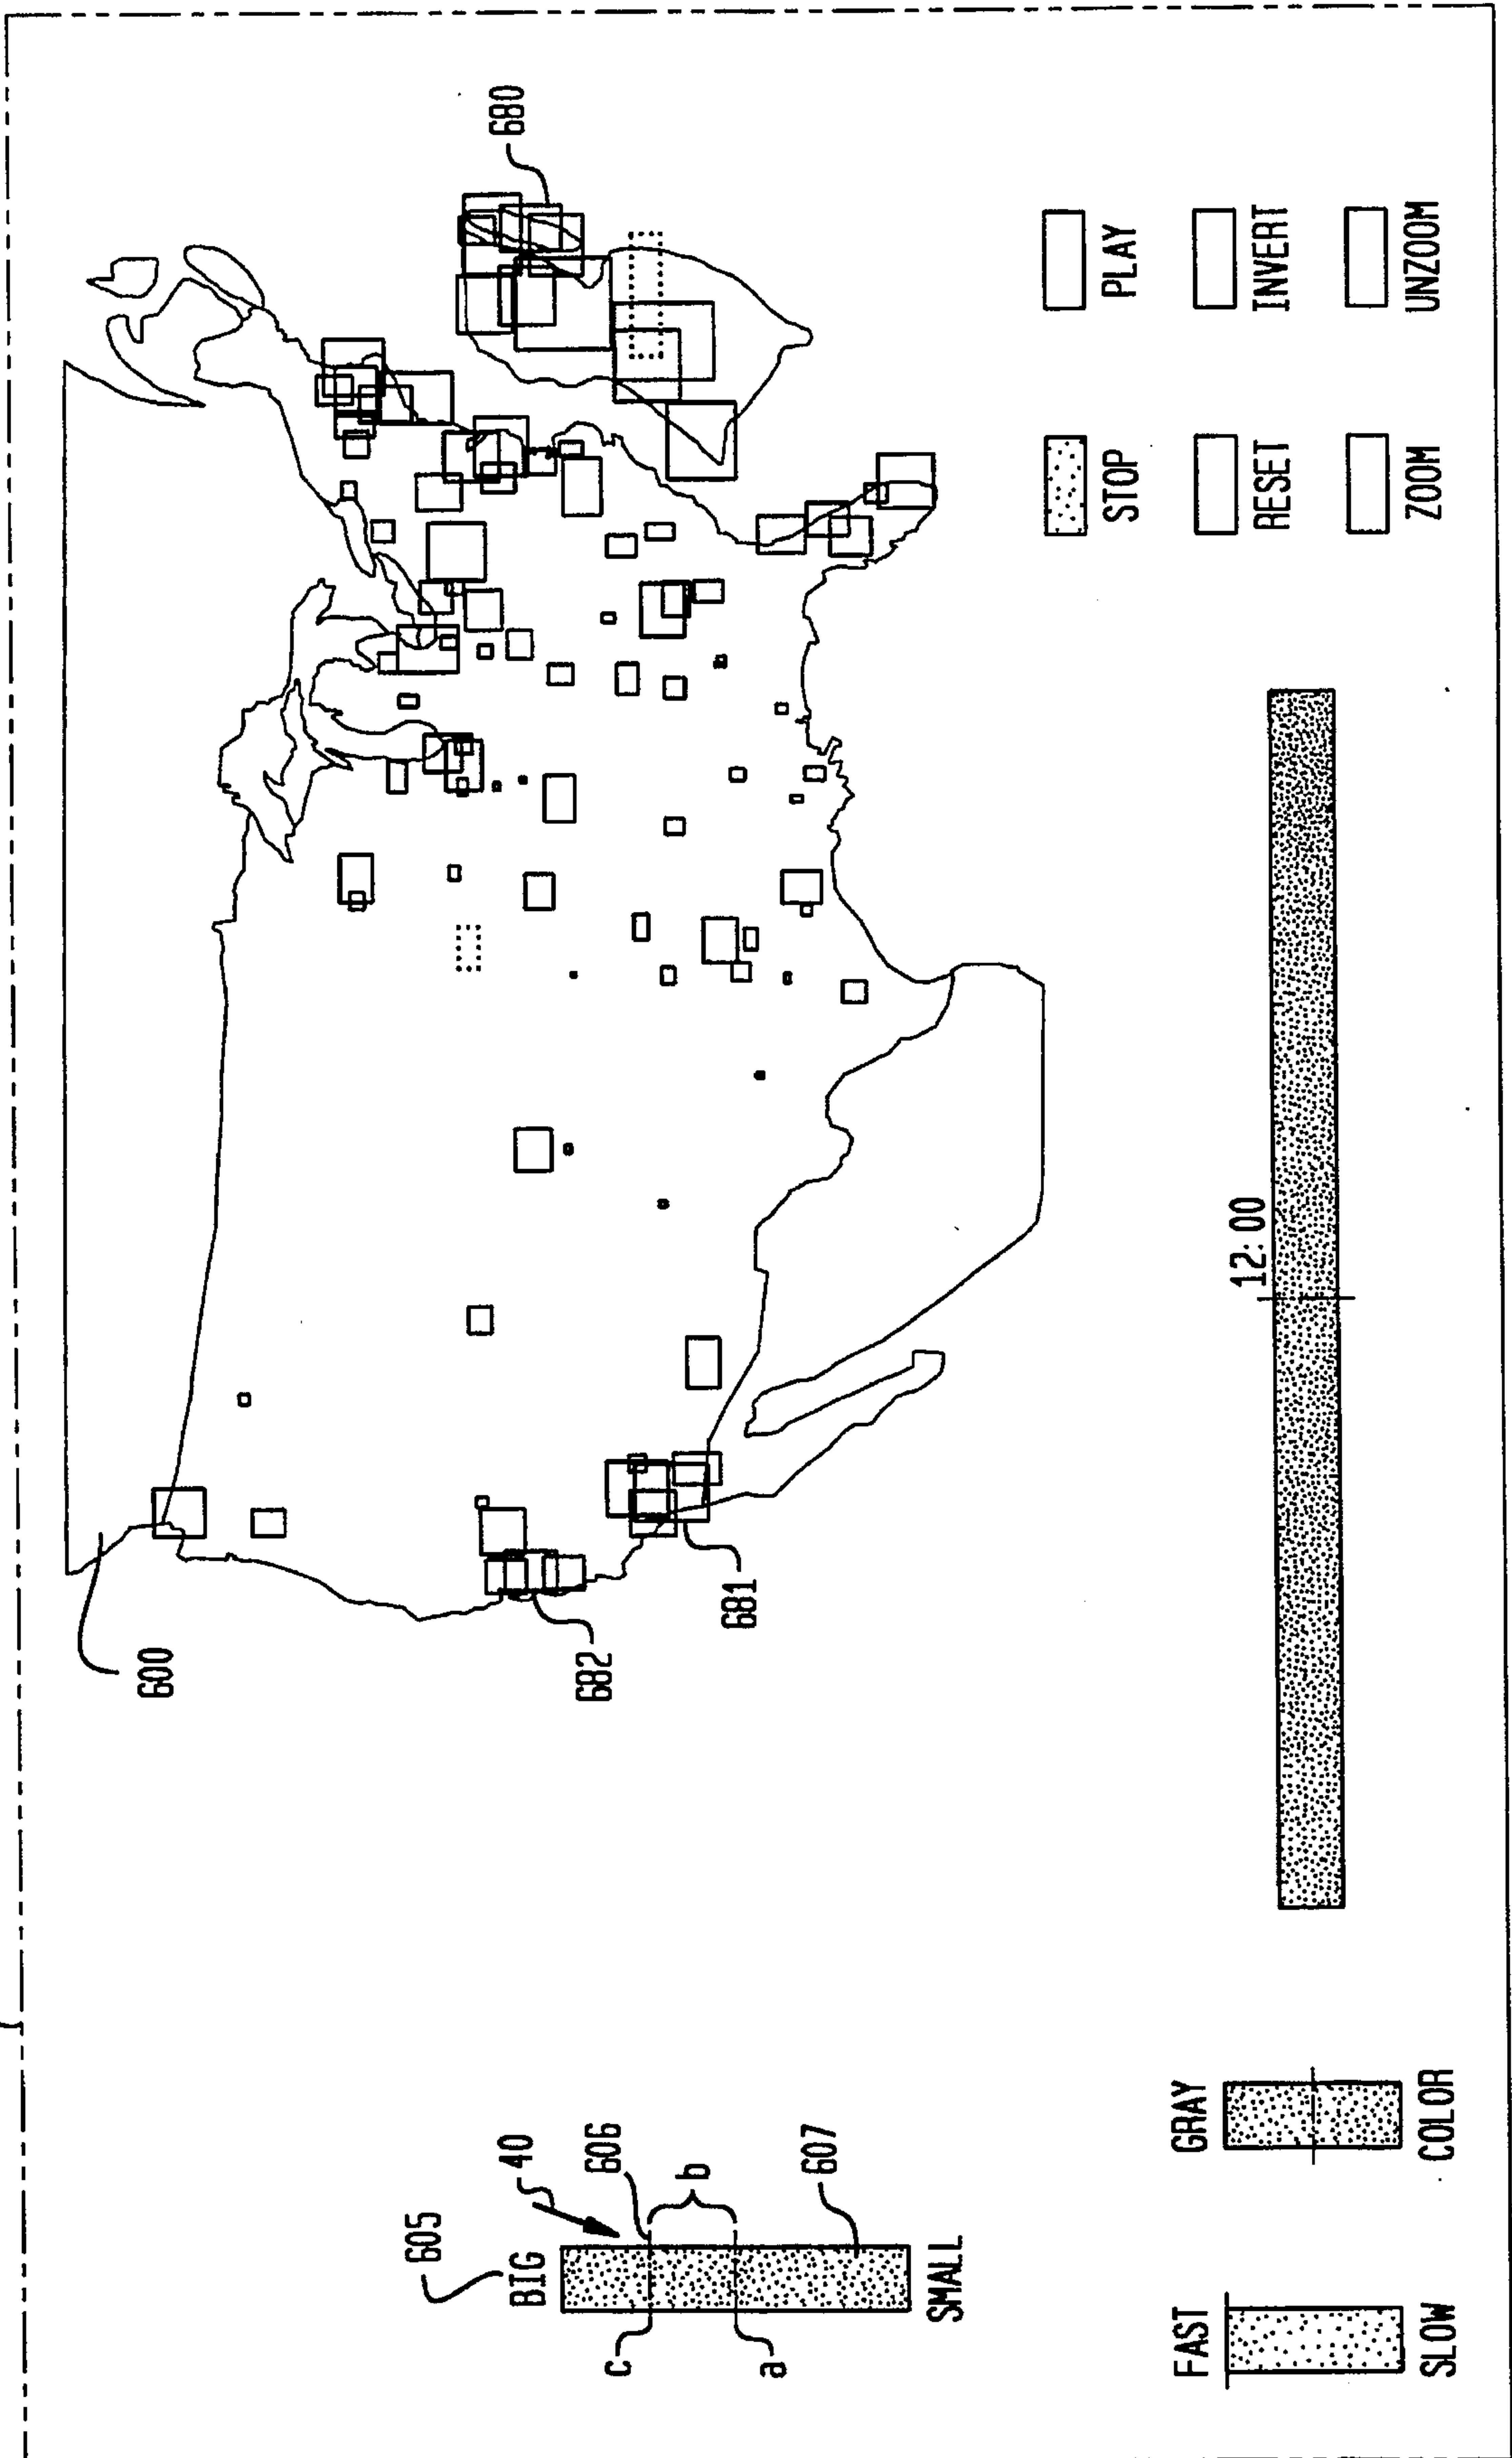 600
680
682
681
605
BIG
40
606
c
b
a
607
SMALL
12:00
FAST
SLOW
GRAY
COLOR
STOP
PLAY
RESET
INVERT
ZOOM
UNZOOM